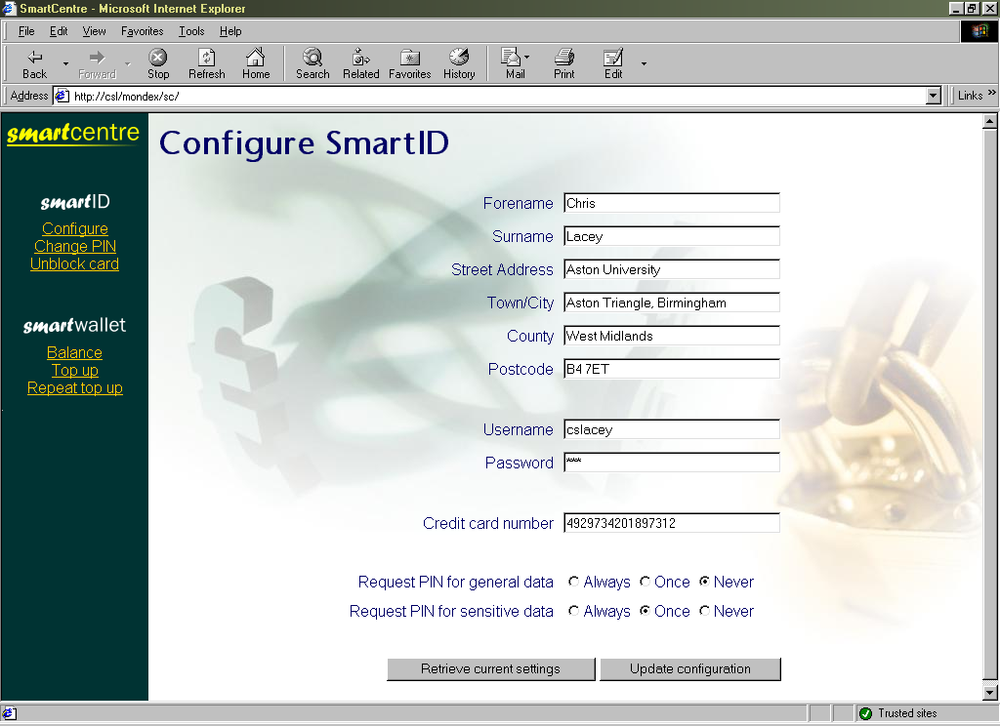 SmartCentre - Microsoft Internet Explorer
File Edit View Favorites Tools Help
Back Forward Stop Refresh Home Search Related Favorites History Mail Print Edit
Address http://csl/mondex/sc/ Links »
smartcentre
Configure SmartID
smartID
Configure
Change PIN
Unblock card
smartwallet
Balance
Top up
Repeat top up
Forename Chris
Surname Lacey
Street Address Aston University
Town/City Aston Triangle, Birmingham
County West Midlands
Postcode B4 7ET
Username cslacey
Password ***
Credit card number 4929734201897312
Request PIN for general data Always Once Never
Request PIN for sensitive data Always Once Never
Retrieve current settings Update configuration
Trusted sites